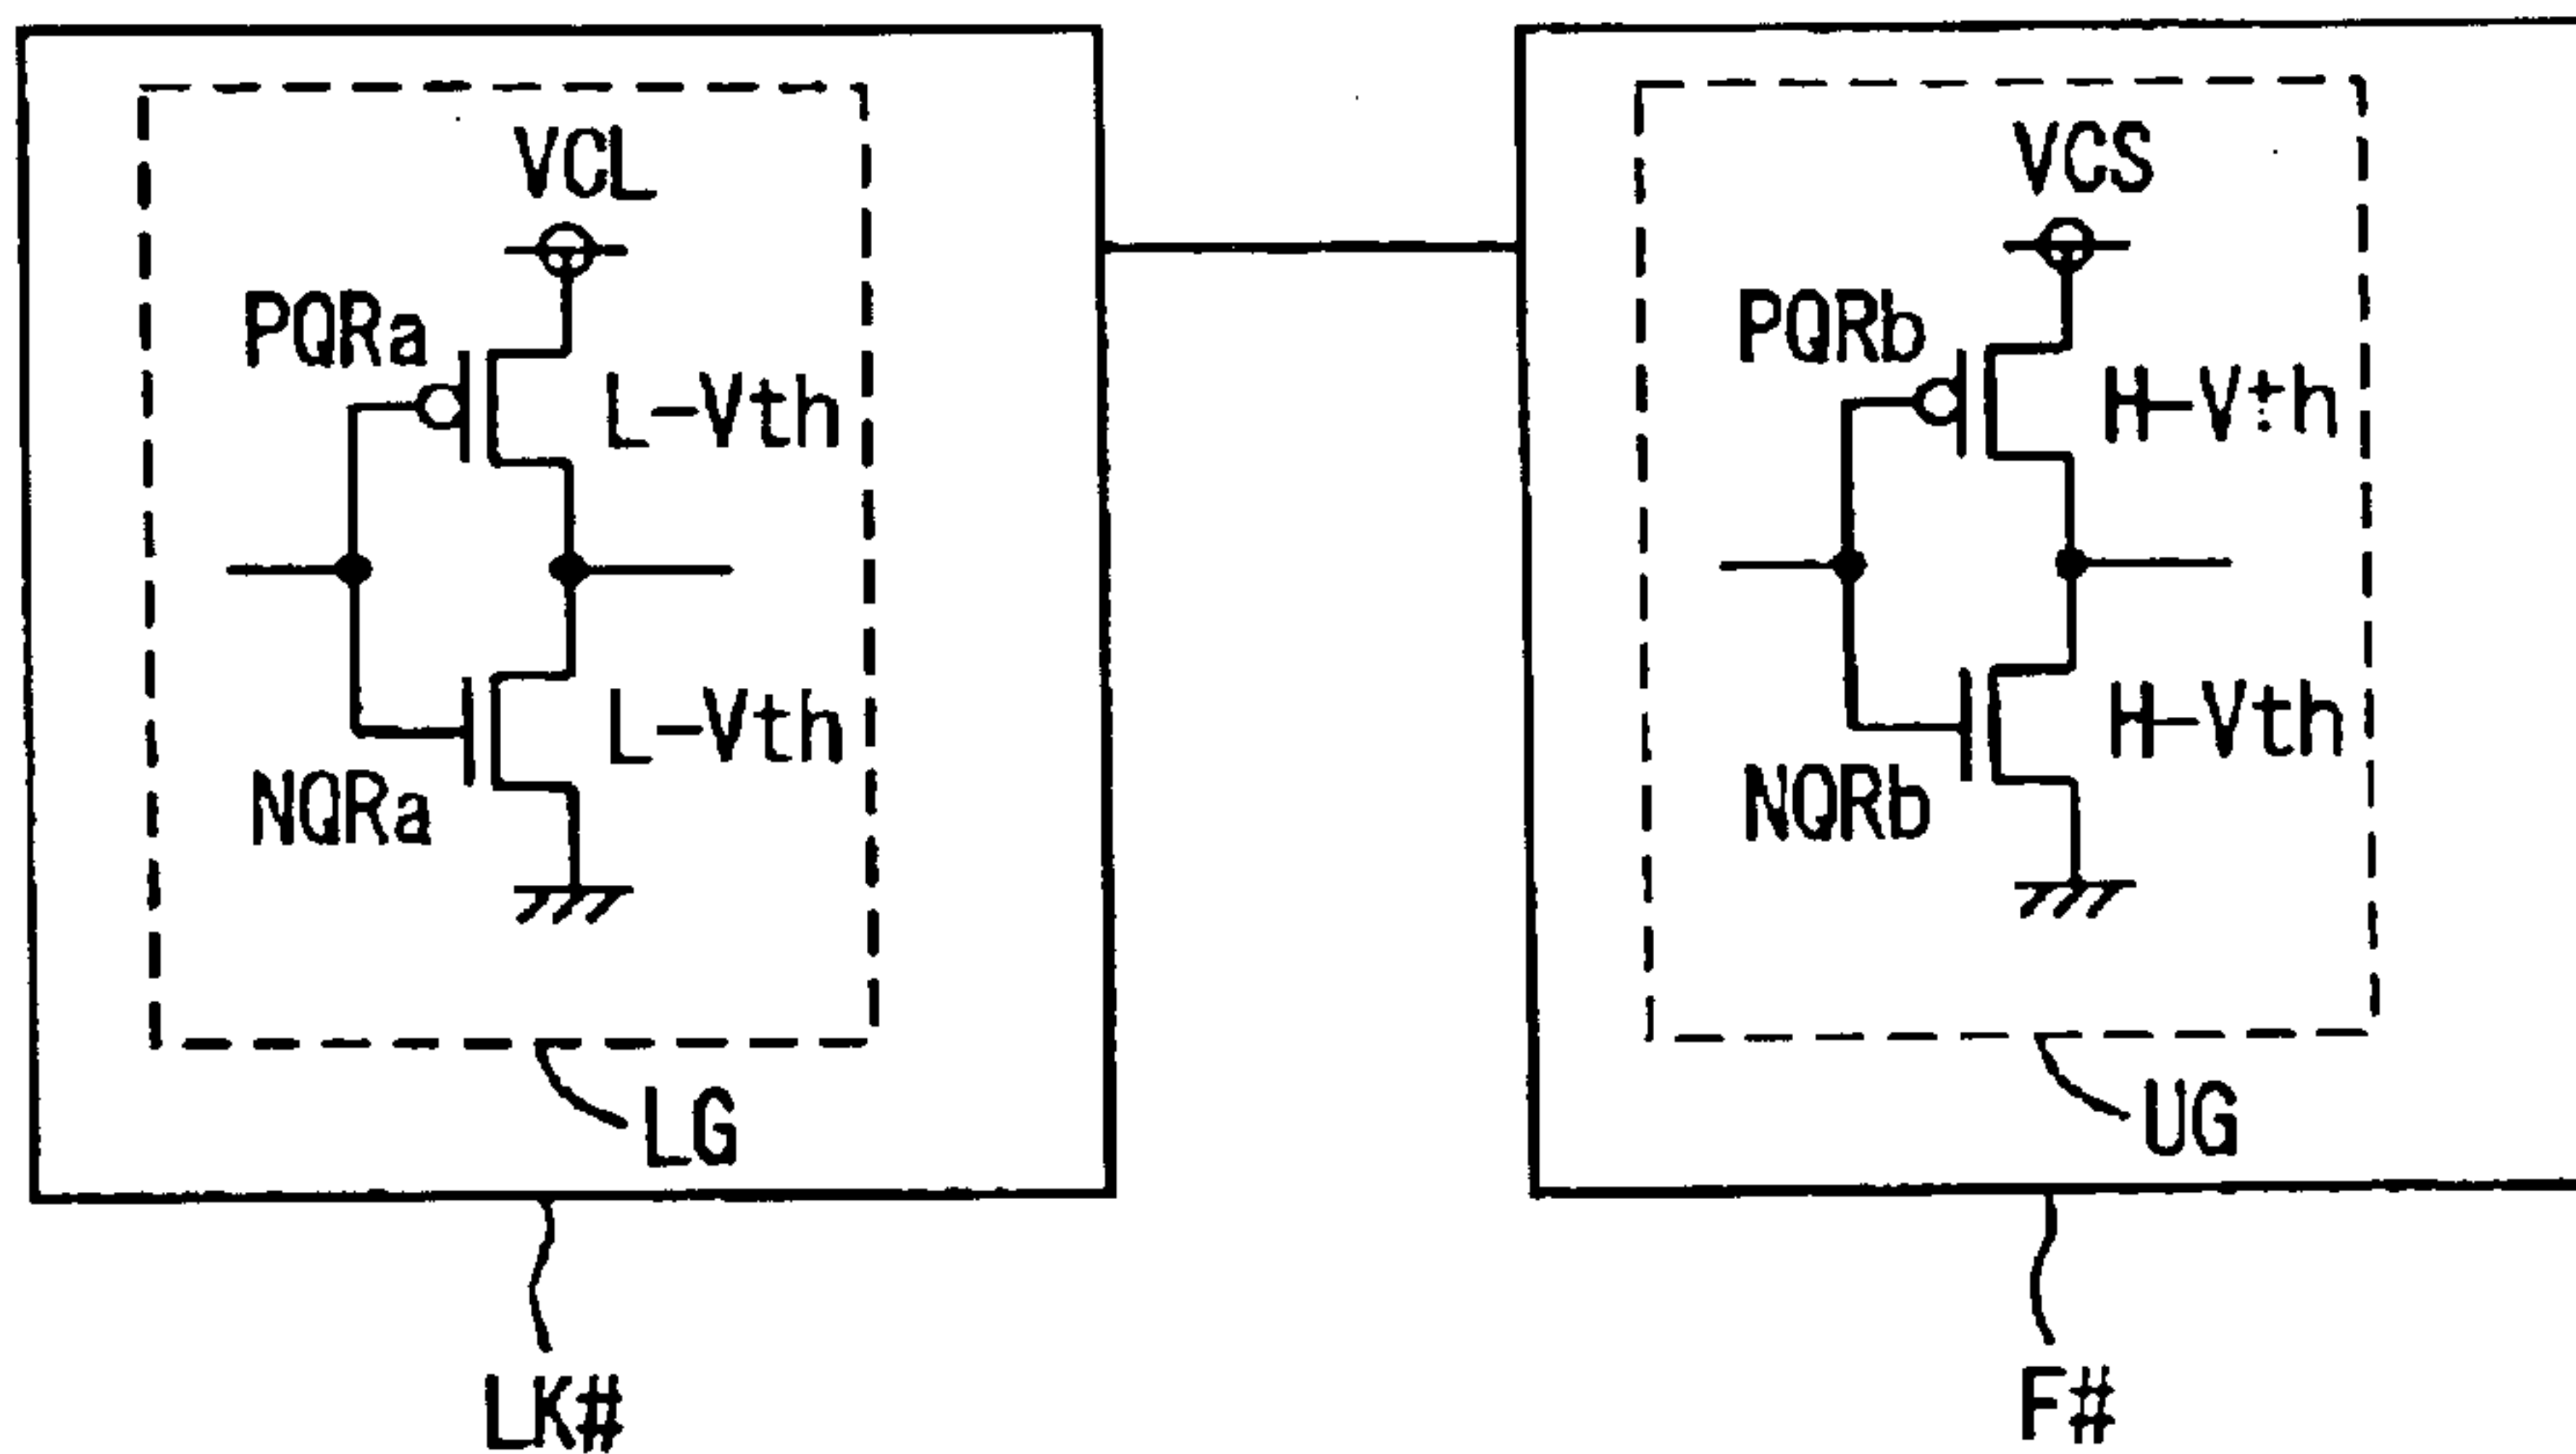 VCL
PQRa
L-Vth
L-Vth
NQRa
LG
LK#
VCS
PQRb
H-Vth
H-Vth
NQRb
UG
F#